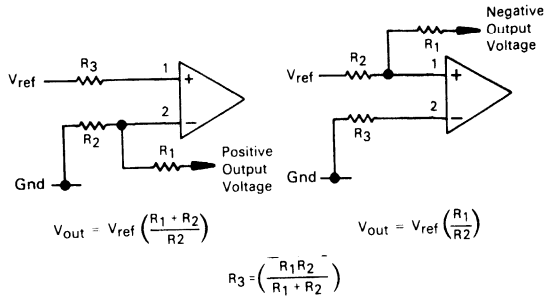 R3
1
Vref
+
2
−
R2
R1
Positive
Output
Voltage
Gnd
Vout = Vref (R1 + R2 / R2)
Negative
Output
Voltage
R1
R2
1
Vref
+
2
−
R3
Gnd
Vout = Vref (R1 / R2)
R3 = (R1R2 / R1 + R2)